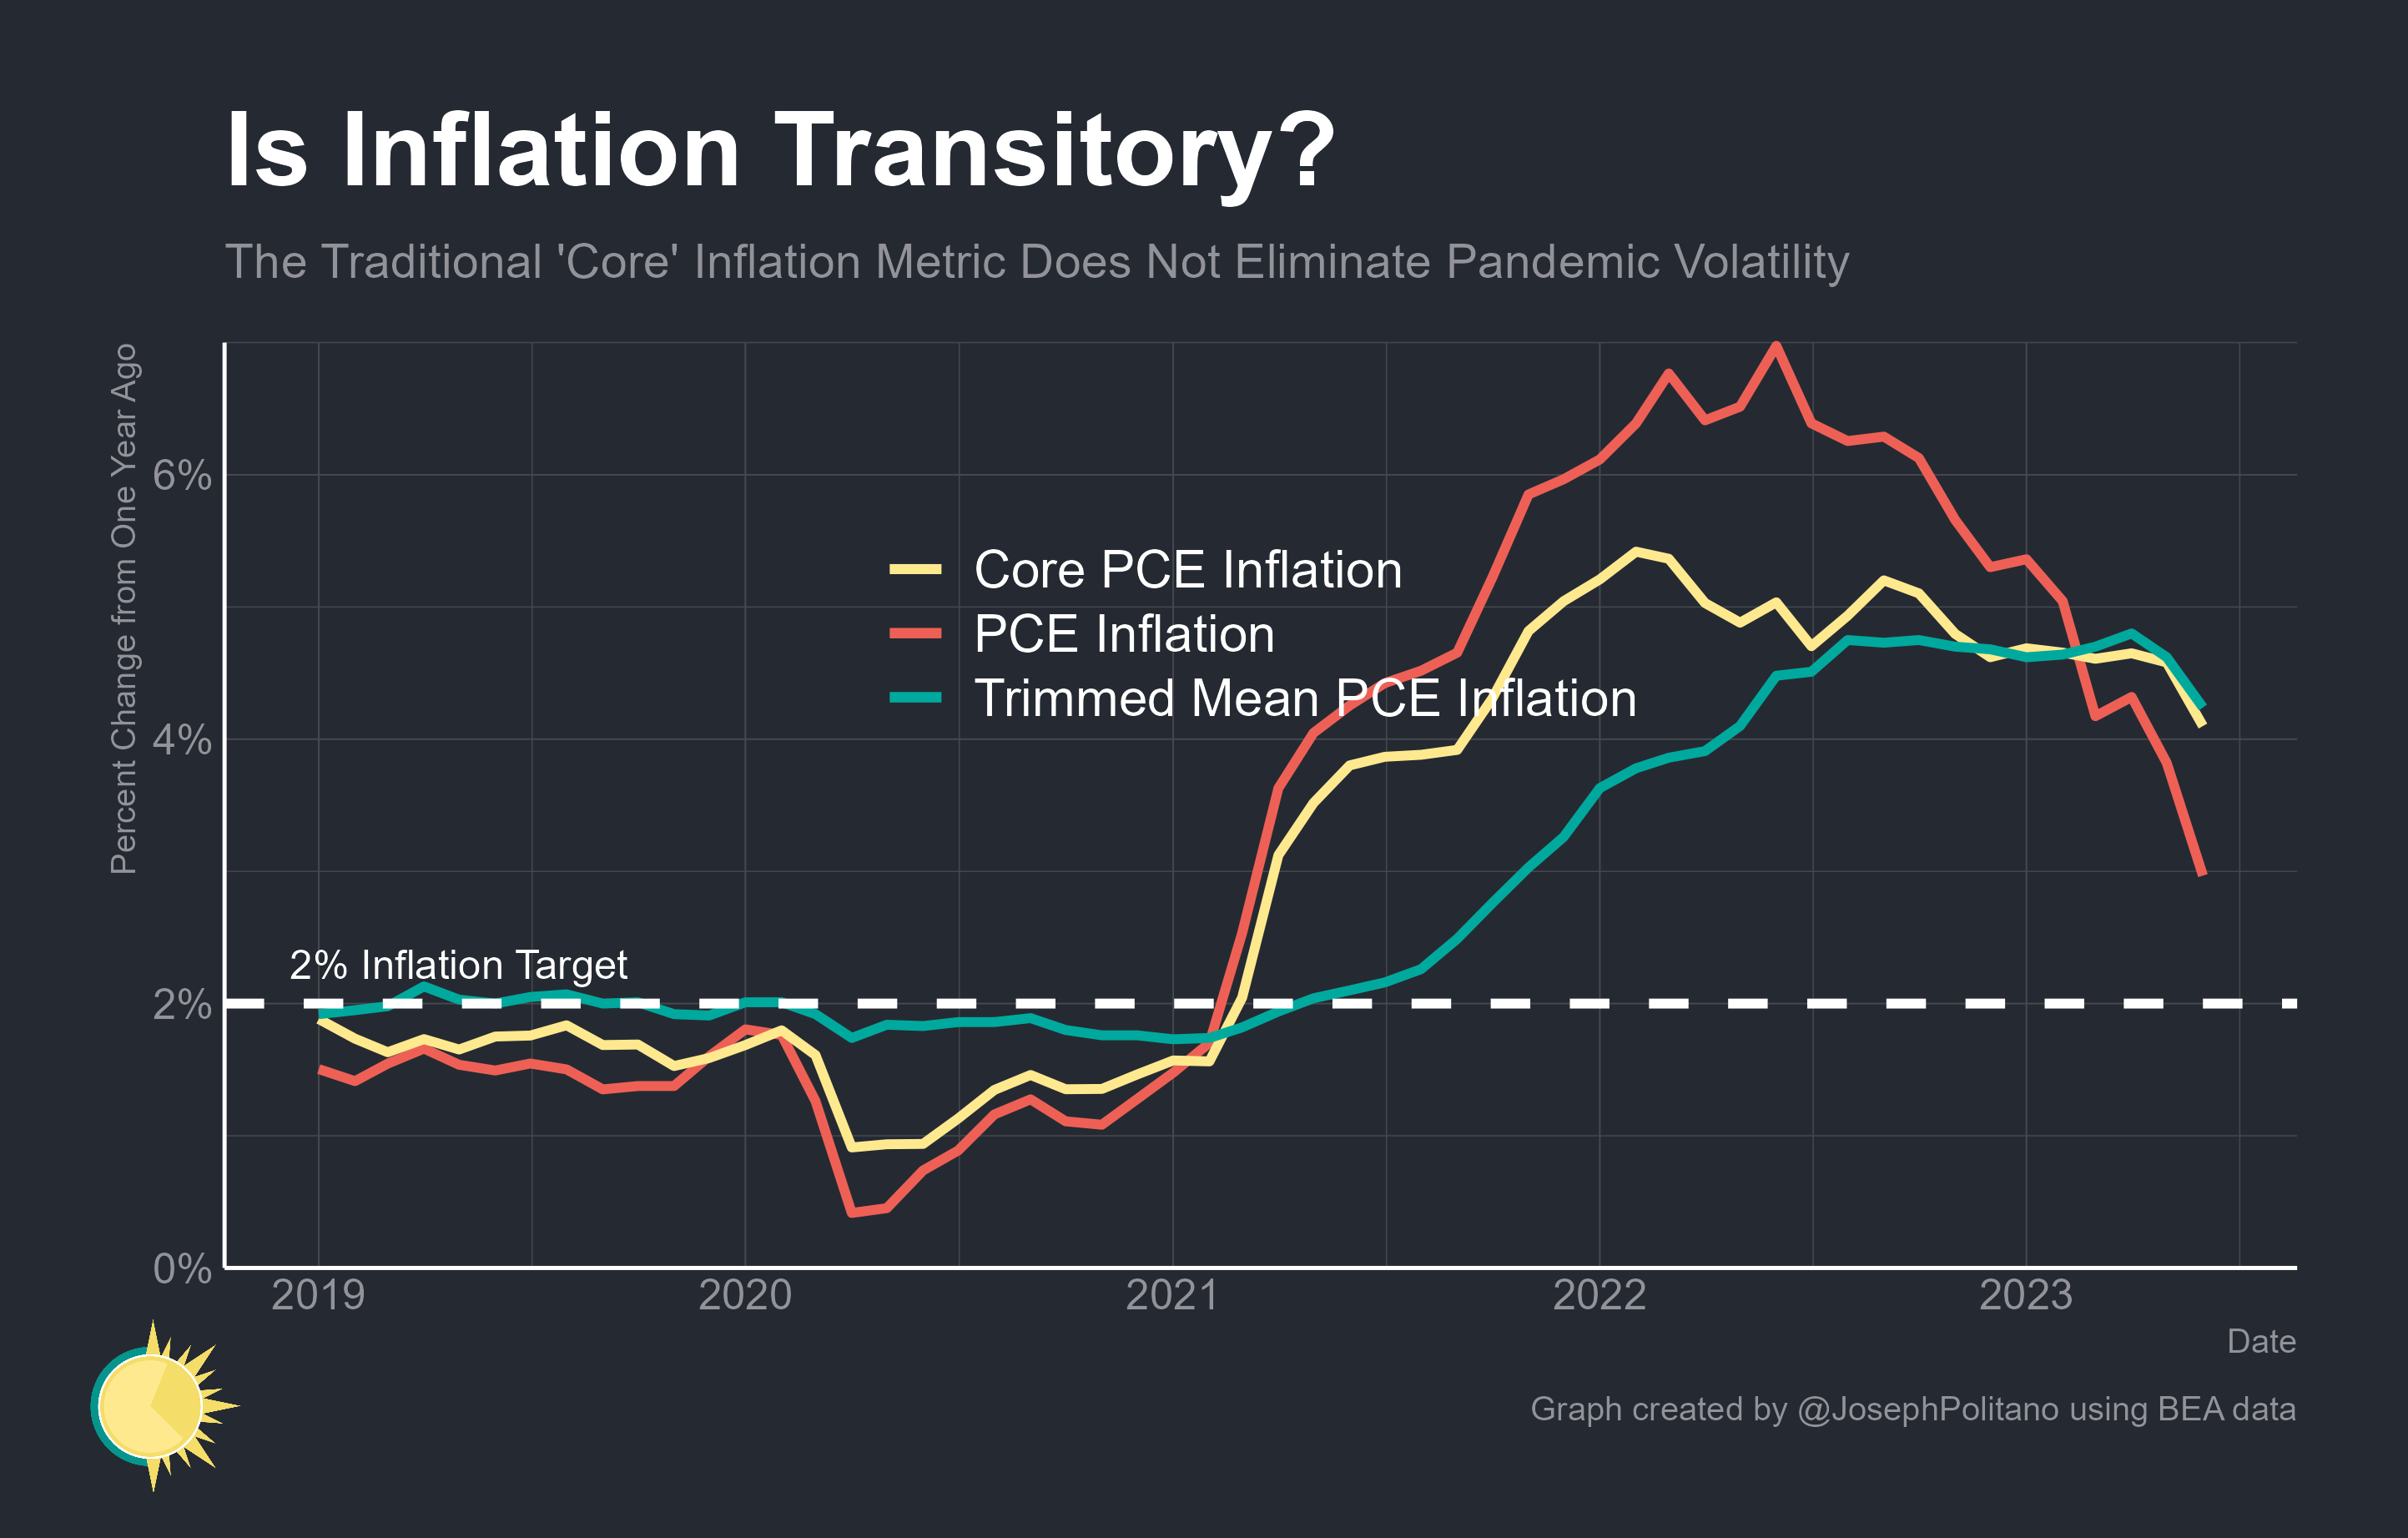 Is Inflation Transitory?
The Traditional 'Core' Inflation Metric Does Not Eliminate Pandemic Volatility
Percent Change from One Year Ago
6%
4%
2%
0%
Core PCE Inflation
PCE Inflation
Trimmed Mean PCE Inflation
2% Inflation Target
2019
2020
2021
2022
2023
Date
Graph created by @JosephPolitano using BEA data